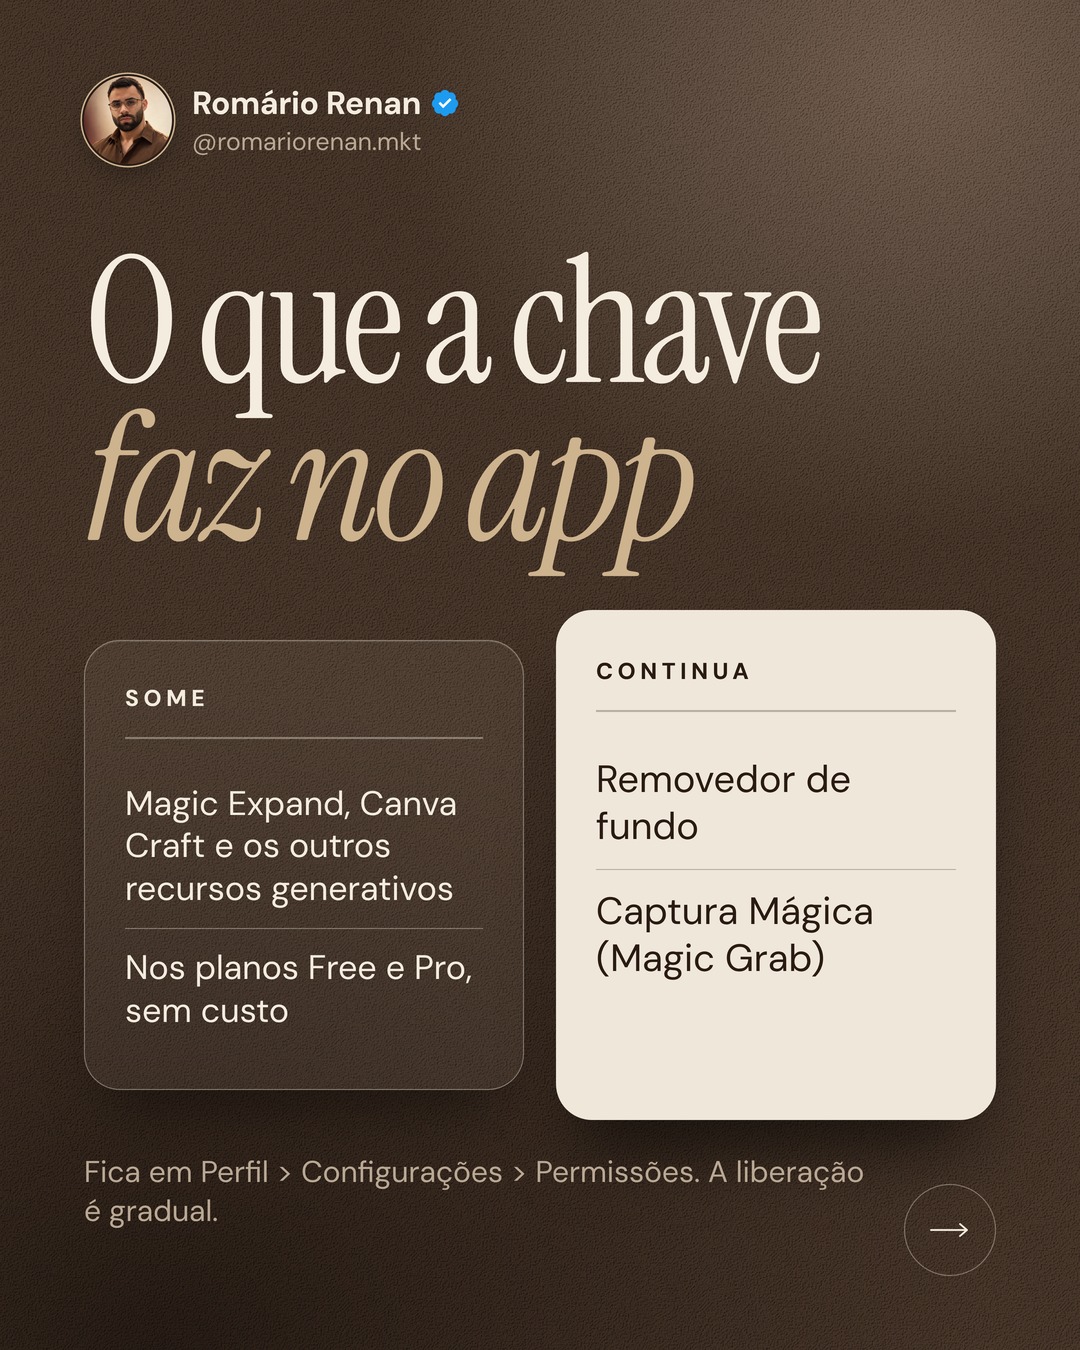 Romário Renan
@romariorenan.mkt
O que a chave
faz no app
SOME
Magic Expand, Canva
Craft e os outros
recursos generativos
Nos planos Free e Pro,
sem custo
CONTINUA
Removedor de
fundo
Captura Mágica
(Magic Grab)
Fica em Perfil > Configurações > Permissões. A liberação
é gradual.